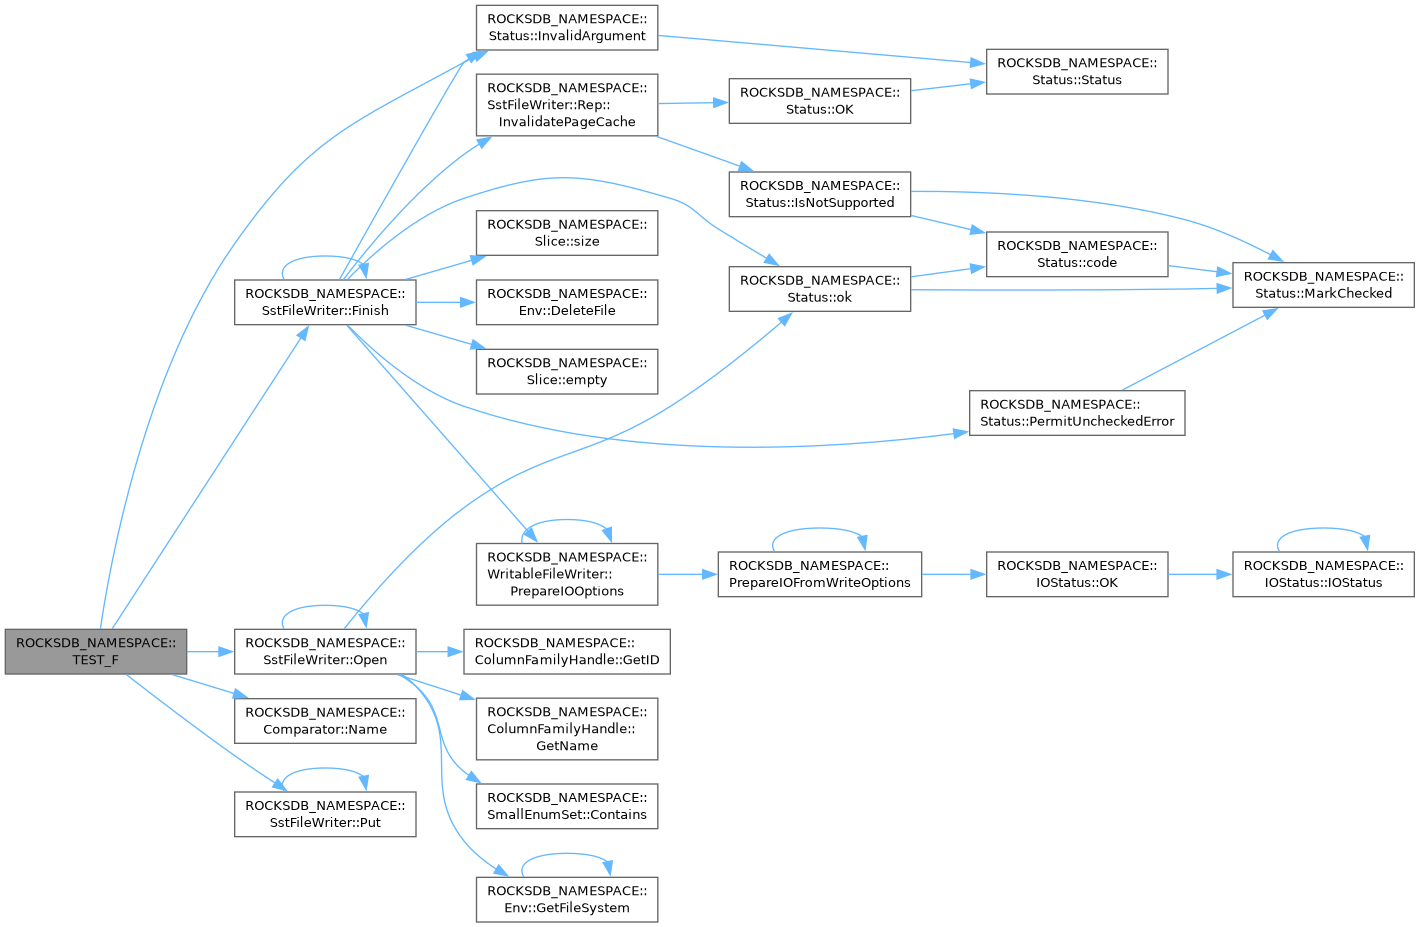 ROCKSDB_NAMESPACE::
TEST_F
ROCKSDB_NAMESPACE::
SstFileWriter::Finish
ROCKSDB_NAMESPACE::
SstFileWriter::Open
ROCKSDB_NAMESPACE::
Comparator::Name
ROCKSDB_NAMESPACE::
SstFileWriter::Put
ROCKSDB_NAMESPACE::
Status::InvalidArgument
ROCKSDB_NAMESPACE::
SstFileWriter::Rep::
InvalidatePageCache
ROCKSDB_NAMESPACE::
Slice::size
ROCKSDB_NAMESPACE::
Env::DeleteFile
ROCKSDB_NAMESPACE::
Slice::empty
ROCKSDB_NAMESPACE::
WritableFileWriter::
PrepareIOOptions
ROCKSDB_NAMESPACE::
ColumnFamilyHandle::GetID
ROCKSDB_NAMESPACE::
ColumnFamilyHandle::
GetName
ROCKSDB_NAMESPACE::
SmallEnumSet::Contains
ROCKSDB_NAMESPACE::
Env::GetFileSystem
ROCKSDB_NAMESPACE::
Status::OK
ROCKSDB_NAMESPACE::
Status::IsNotSupported
ROCKSDB_NAMESPACE::
Status::ok
ROCKSDB_NAMESPACE::
PrepareIOFromWriteOptions
ROCKSDB_NAMESPACE::
Status::Status
ROCKSDB_NAMESPACE::
Status::code
ROCKSDB_NAMESPACE::
Status::PermitUncheckedError
ROCKSDB_NAMESPACE::
IOStatus::OK
ROCKSDB_NAMESPACE::
Status::MarkChecked
ROCKSDB_NAMESPACE::
IOStatus::IOStatus